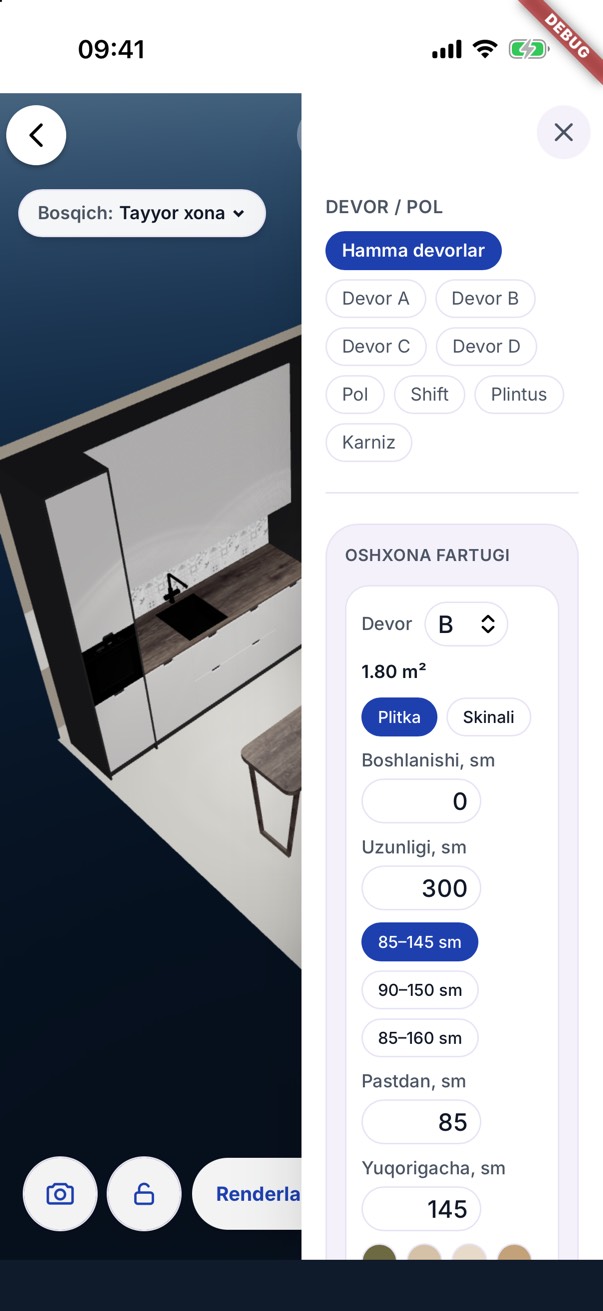 09:41
DEBUG
Bosqich: Tayyor xona
DEVOR / POL
Hamma devorlar
Devor A
Devor B
Devor C
Devor D
Pol
Shift
Plintus
Karniz
OSHXONA FARTUGI
Devor
B
1.80 m²
Plitka
Skinali
Boshlanishi, sm
0
Uzunligi, sm
300
85–145 sm
90–150 sm
85–160 sm
Pastdan, sm
85
Yuqorigacha, sm
145
Renderla